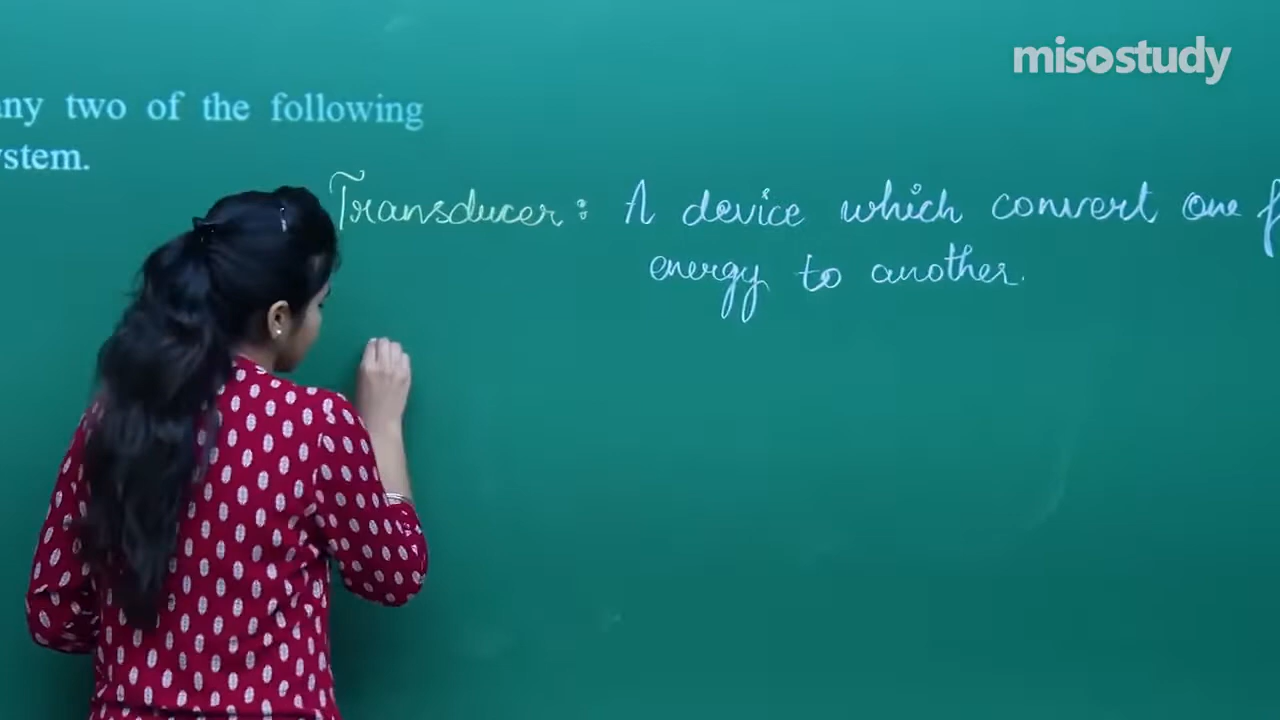 misostudy
any two of the following
ystem.
Transducer: A device which convert one f
energy to another.